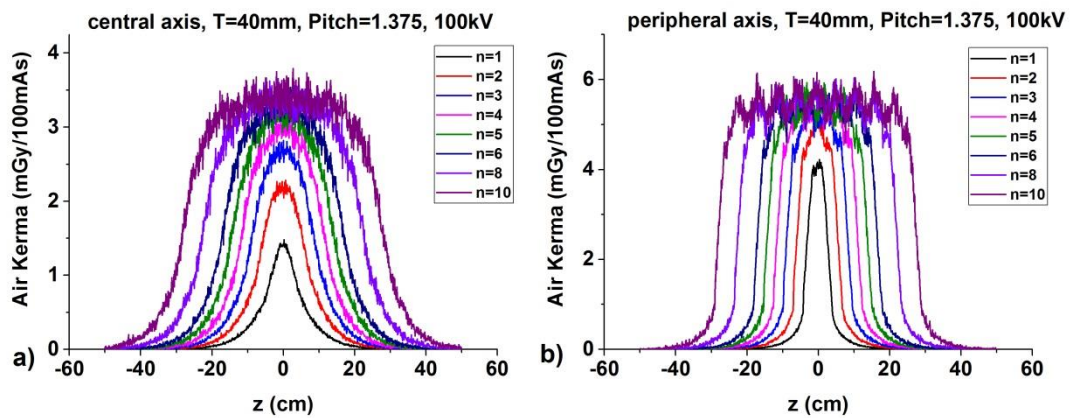 central axis, T=40mm, Pitch=1.375, 100kV
Air Kerma (mGy/100mAs)
4
3
2
1
0
n=1
n=2
n=3
n=4
n=5
n=6
n=8
n=10
-60 -40 -20 0 20 40 60
a)
z (cm)
peripheral axis, T=40mm, Pitch=1.375, 100kV
Air Kerma (mGy/100mAs)
6
4
2
0
n=1
n=2
n=3
n=4
n=5
n=6
n=8
n=10
-60 -40 -20 0 20 40 60
b)
z (cm)